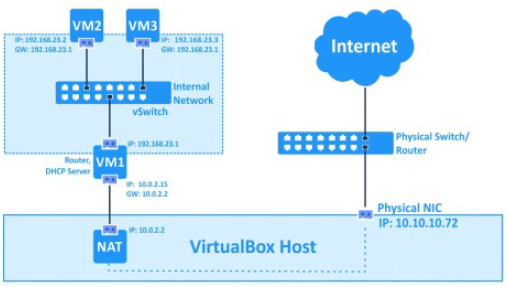 VM2
VM3
IP: 192.168.23.2
GW: 192.168.23.1
IP: 192.168.23.3
GW: 192.168.23.1
Internet
Internal
Network
vSwitch
Physical Switch/
Router
IP: 192.168.23.1
Router,
DHCP Server
VM1
IP: 10.0.2.15
GW: 10.0.2.2
Physical NIC
IP: 10.10.10.72
IP: 10.0.2.2
NAT
VirtualBox Host